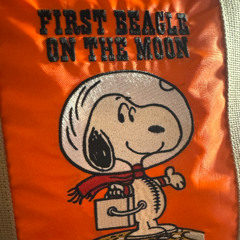 FIRST BEAGLE
ON THE MOON